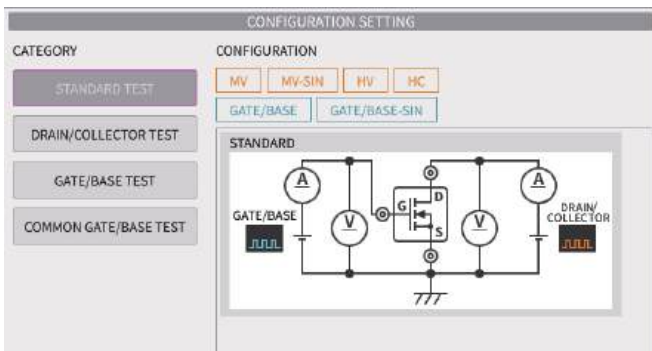 CONFIGURATION SETTING
CATEGORY
STANDARD TEST
DRAIN/COLLECTOR TEST
GATE/BASE TEST
COMMON GATE/BASE TEST
CONFIGURATION
MV MV-SIN HV HC
GATE/BASE GATE/BASE-SIN
STANDARD
A
D
A
GATE/BASE
V
G
S
V
DRAIN/
COLLECTOR